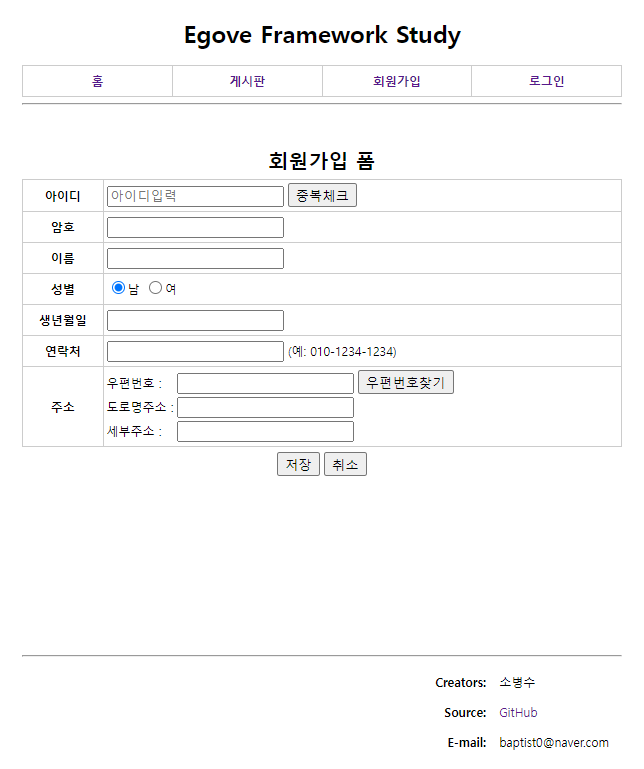 Egove Framework Study
홈 게시판 회원가입 로그인
회원가입 폼
아이디 아이디입력 중복체크
암호
이름
성별 남 여
생년월일
연락처 (예: 010-1234-1234)
주소 우편번호 : 우편번호찾기
도로명주소 :
세부주소 :
저장 취소
Creators: 소병수
Source: GitHub
E-mail: baptist0@naver.com